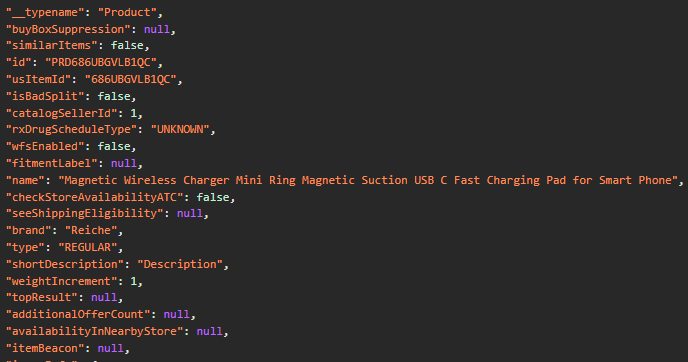 "__typename": "Product",
"buyBoxSuppression": null,
"similarItems": false,
"id": "PRD686UBGVLB1QC",
"usItemId": "686UBGVLB1QC",
"isBadSplit": false,
"catalogSellerId": 1,
"rxDrugScheduleType": "UNKNOWN",
"wfsEnabled": false,
"fitmentLabel": null,
"name": "Magnetic Wireless Charger Mini Ring Magnetic Suction USB C Fast Charging Pad for Smart Phone",
"checkStoreAvailabilityATC": false,
"seeShippingEligibility": null,
"brand": "Reiche",
"type": "REGULAR",
"shortDescription": "Description",
"weightIncrement": 1,
"topResult": null,
"additionalOfferCount": null,
"availabilityInNearbyStore": null,
"itemBeacon": null,